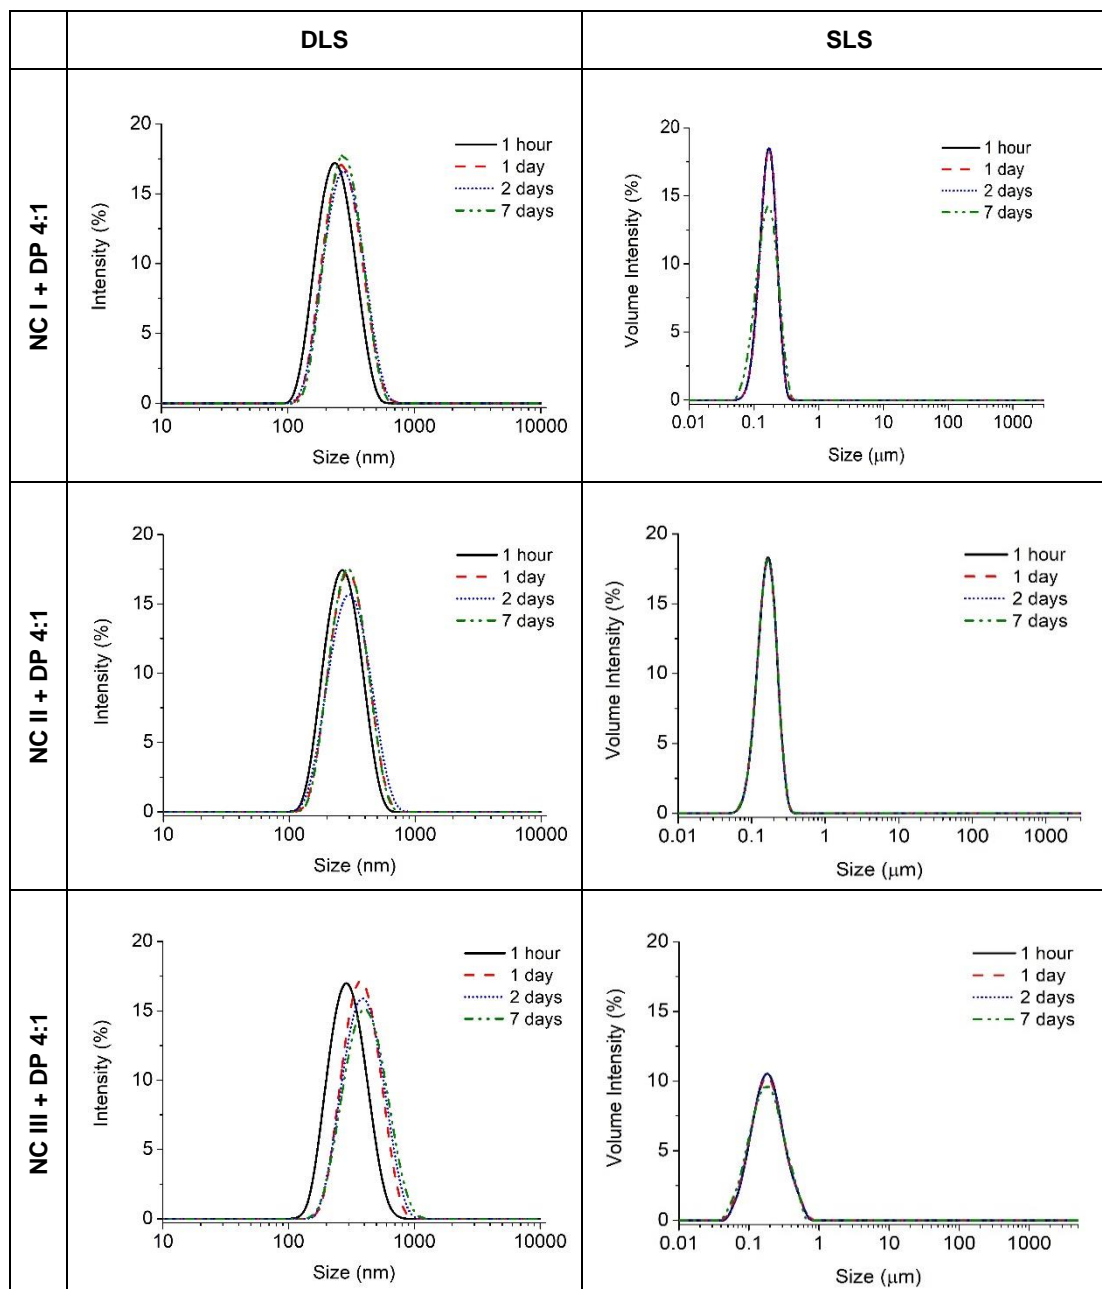 DLS
SLS
NC I + DP 4:1
Intensity (%)
20
15
10
5
0
10
100
1000
10000
Size (nm)
1 hour
1 day
2 days
7 days
Volume Intensity (%)
20
15
10
5
0
0.01
0.1
1
10
100
1000
Size (μm)
1 hour
1 day
2 days
7 days
NC II + DP 4:1
Intensity (%)
20
15
10
5
0
10
100
1000
10000
Size (nm)
1 hour
1 day
2 days
7 days
Volume Intensity (%)
20
15
10
5
0
0.01
0.1
1
10
100
1000
Size (μm)
1 hour
1 day
2 days
7 days
NC III + DP 4:1
Intensity (%)
20
15
10
5
0
10
100
1000
10000
Size (nm)
1 hour
1 day
2 days
7 days
Volume Intensity (%)
20
15
10
5
0
0.01
0.1
1
10
100
1000
Size (μm)
1 hour
1 day
2 days
7 days